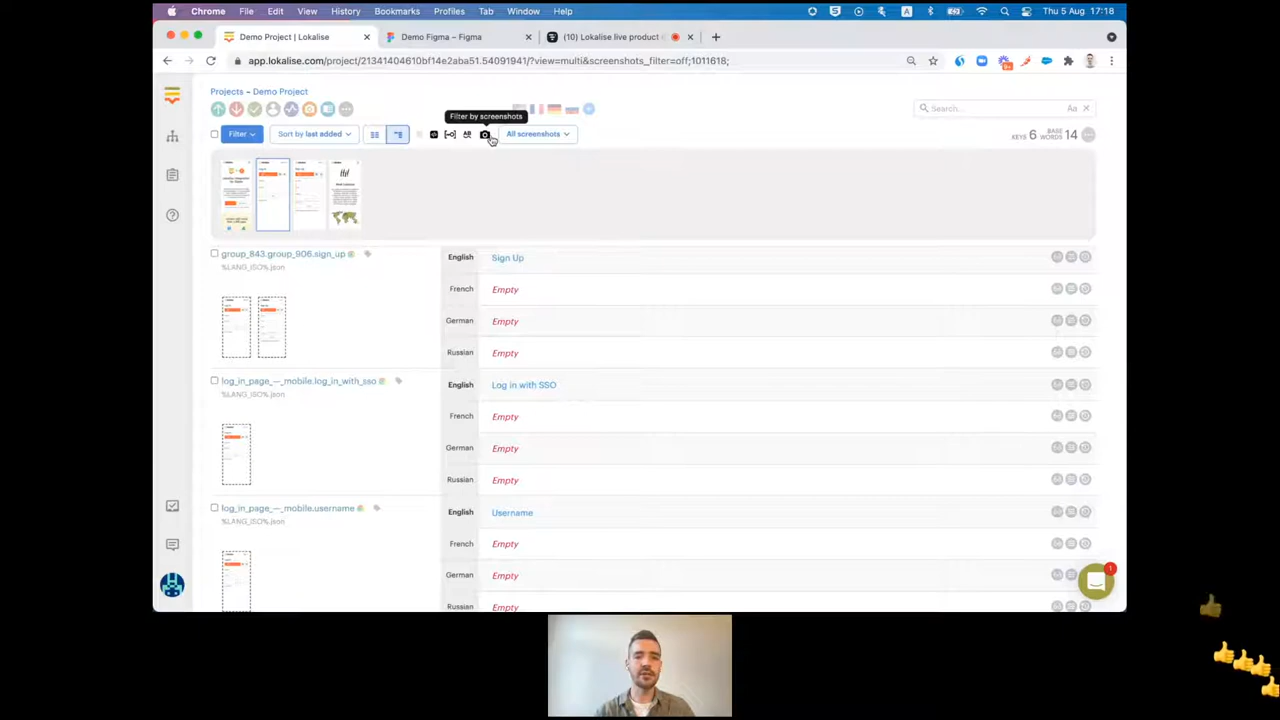 Chrome File Edit View History Bookmarks Profiles Tab Window Help Thu 5 Aug 17:18
Demo Project | Lokalise
Demo Figma – Figma
(10) Lokalise live product
app.lokalise.com/project/21341404610bf14e2aba51.54091941/?view=multi&screenshots_filter=off;1011618;
Projects – Demo Project
Filter by screenshots
Search...
Aa
Filter
Sort by last added
All screenshots
KEYS 6 BASE WORDS 14
group_843.group_906.sign_up
%LANG_ISO%.json
English Sign Up
French Empty
German Empty
Russian Empty
log_in_page_—_mobile.log_in_with_sso
%LANG_ISO%.json
English Log in with SSO
French Empty
German Empty
Russian Empty
log_in_page_—_mobile.username
%LANG_ISO%.json
English Username
French Empty
German Empty
Russian Empty
1